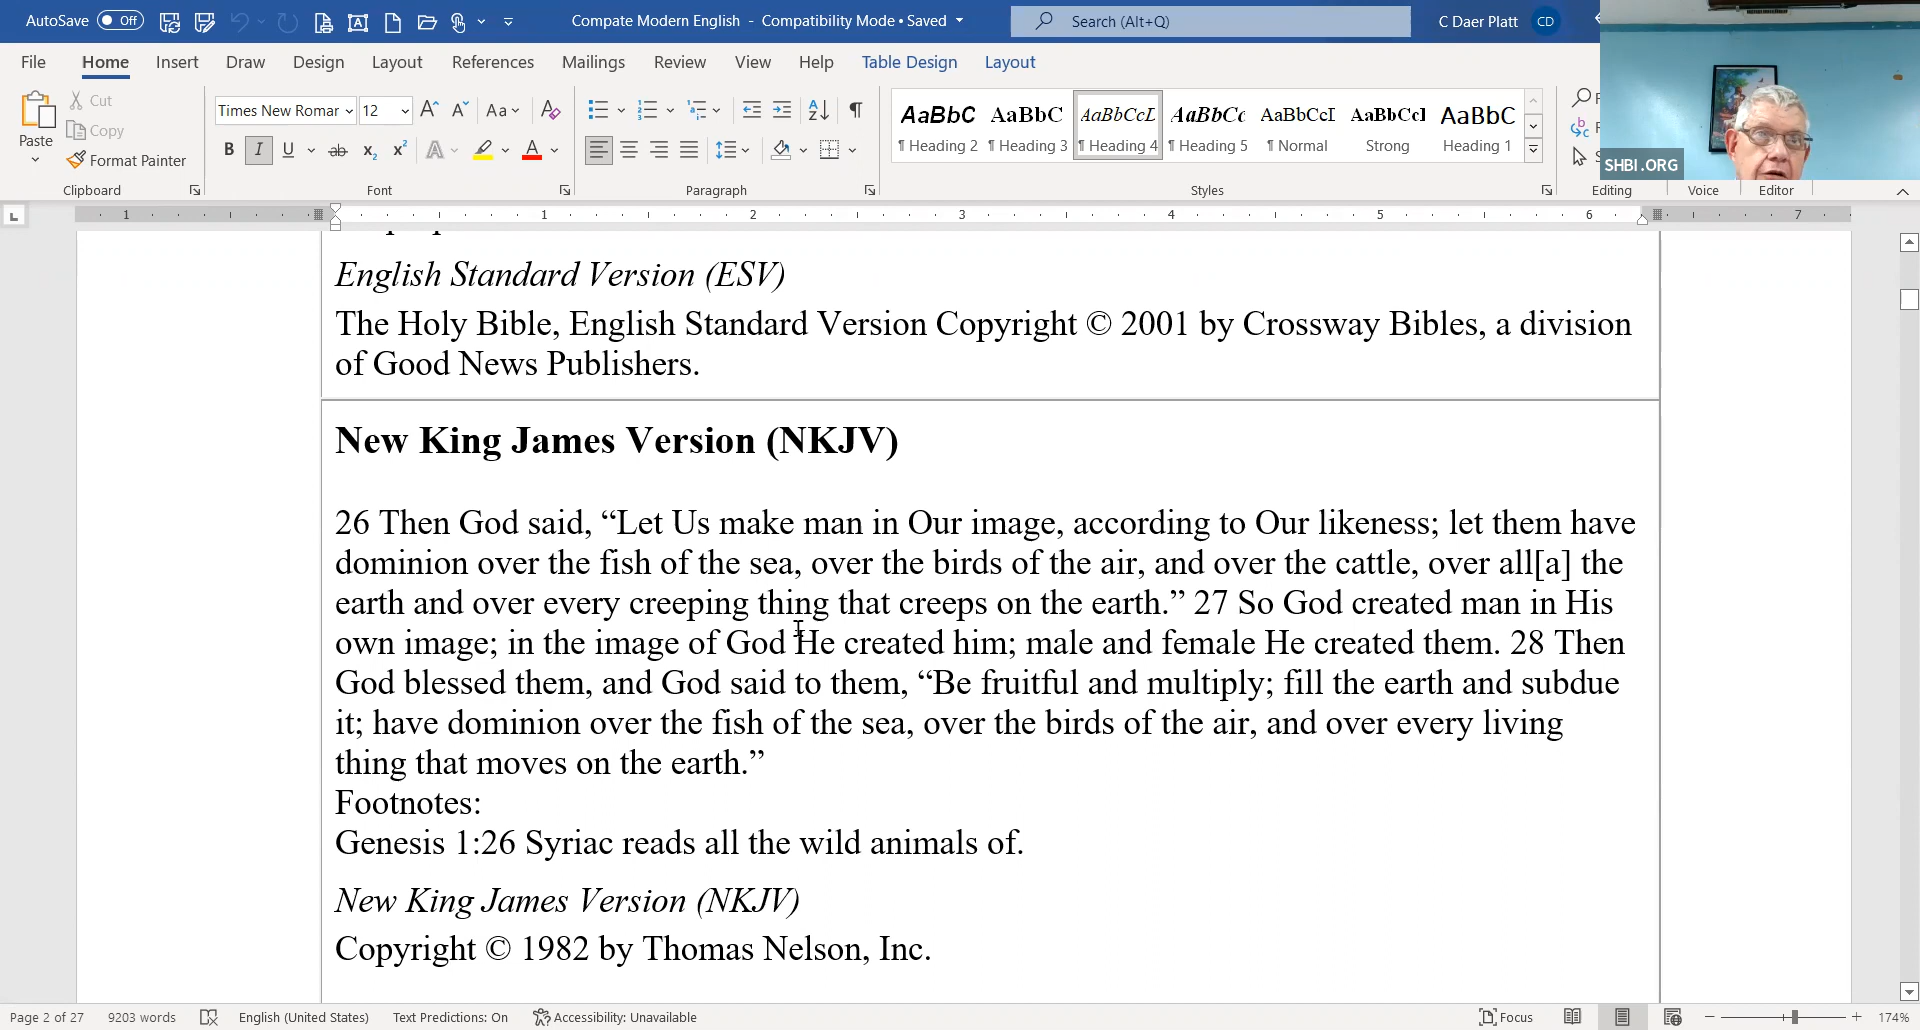 AutoSave Off Compate Modern English - Compatibility Mode • Saved Search (Alt+Q) C Daer Platt CD
File Home Insert Draw Design Layout References Mailings Review View Help Table Design Layout
Paste
Cut
Copy
Format Painter
Clipboard
Times New Romar 12
Font
Paragraph
AaBbC AaBbC AaBbCcL AaBbCc AaBbCcI AaBbCcI AaBbC
¶ Heading 2 ¶ Heading 3 ¶ Heading 4 ¶ Heading 5 ¶ Normal Strong Heading 1
Styles
Editing Voice Editor
SHBI.ORG
1 1 2 3 4 5 6 7
English Standard Version (ESV)
The Holy Bible, English Standard Version Copyright © 2001 by Crossway Bibles, a division
of Good News Publishers.
New King James Version (NKJV)
26 Then God said, “Let Us make man in Our image, according to Our likeness; let them have
dominion over the fish of the sea, over the birds of the air, and over the cattle, over all[a] the
earth and over every creeping thing that creeps on the earth.” 27 So God created man in His
own image; in the image of God He created him; male and female He created them. 28 Then
God blessed them, and God said to them, “Be fruitful and multiply; fill the earth and subdue
it; have dominion over the fish of the sea, over the birds of the air, and over every living
thing that moves on the earth.”
Footnotes:
Genesis 1:26 Syriac reads all the wild animals of.
New King James Version (NKJV)
Copyright © 1982 by Thomas Nelson, Inc.
Page 2 of 27 9203 words English (United States) Text Predictions: On Accessibility: Unavailable Focus 174%